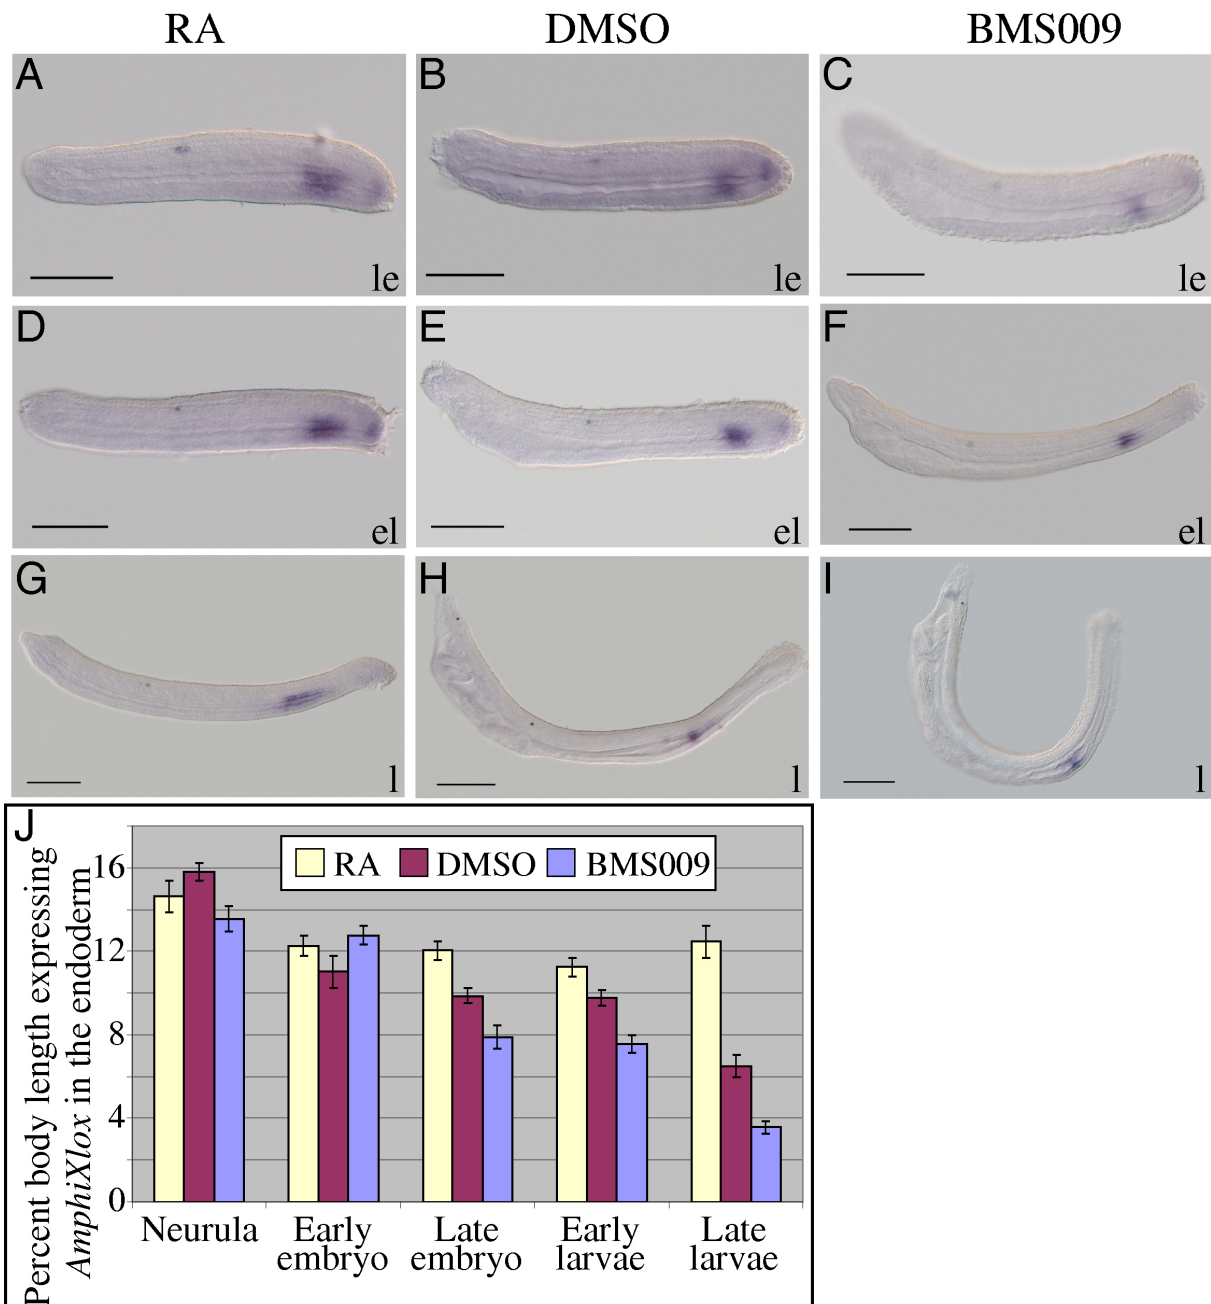 RA DMSO BMS009
A B C
le le le
D E F
el el el
G H I
l l l
J
Percent body length expressing
AmphiXlox in the endoderm
RA DMSO BMS009
16
12
8
4
0
Neurula Early Late Early Late
embryo embryo larvae larvae